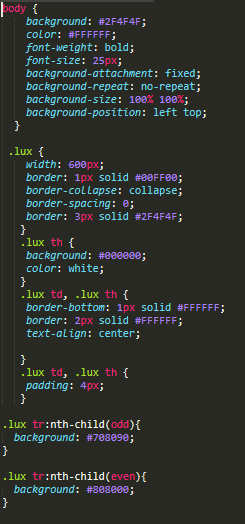 body {
background: #2F4F4F;
color: #FFFFFF;
font-weight: bold;
font-size: 25px;
background-attachment: fixed;
background-repeat: no-repeat;
background-size: 100% 100%;
background-position: left top;
}
.lux {
width: 600px;
border: 1px solid #00FF00;
border-collapse: collapse;
border-spacing: 0;
border: 3px solid #2F4F4F;
}
.lux th {
background: #000000;
color: white;
}
.lux td, .lux th {
border-bottom: 1px solid #FFFFFF;
border: 2px solid #FFFFFF;
text-align: center;
}
.lux td, .lux th {
padding: 4px;
}
.lux tr:nth-child(odd){
background: #708090;
}
.lux tr:nth-child(even){
background: #808000;
}